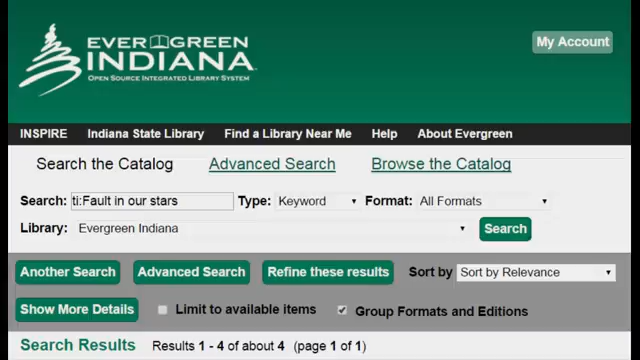 EVERGREEN
INDIANA
OPEN SOURCE INTEGRATED LIBRARY SYSTEM
My Account
INSPIRE Indiana State Library Find a Library Near Me Help About Evergreen
Search the Catalog Advanced Search Browse the Catalog
Search: ti:Fault in our stars Type: Keyword Format: All Formats
Library: Evergreen Indiana Search
Another Search Advanced Search Refine these results Sort by Sort by Relevance
Show More Details Limit to available items Group Formats and Editions
Search Results Results 1 - 4 of about 4 (page 1 of 1)